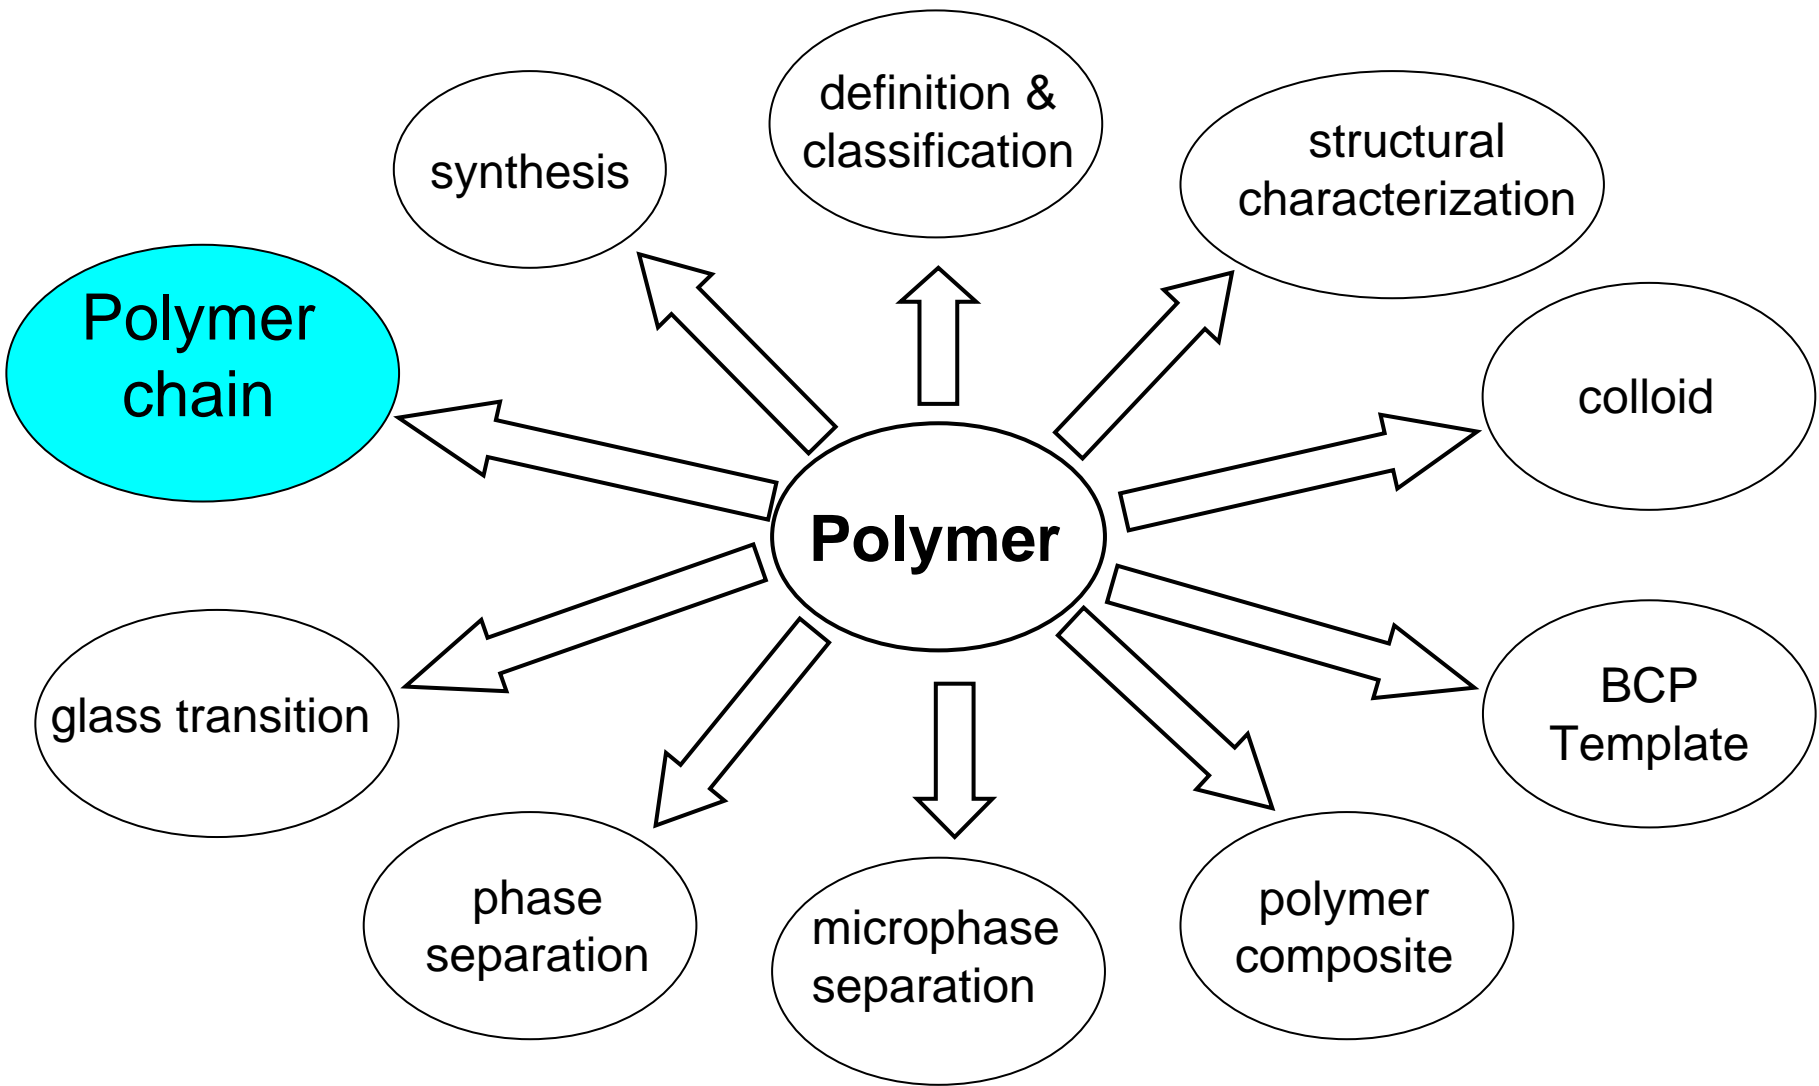 definition &
classification
synthesis
structural
characterization
Polymer
chain
colloid
Polymer
glass transition
BCP
Template
phase
separation
microphase
separation
polymer
composite